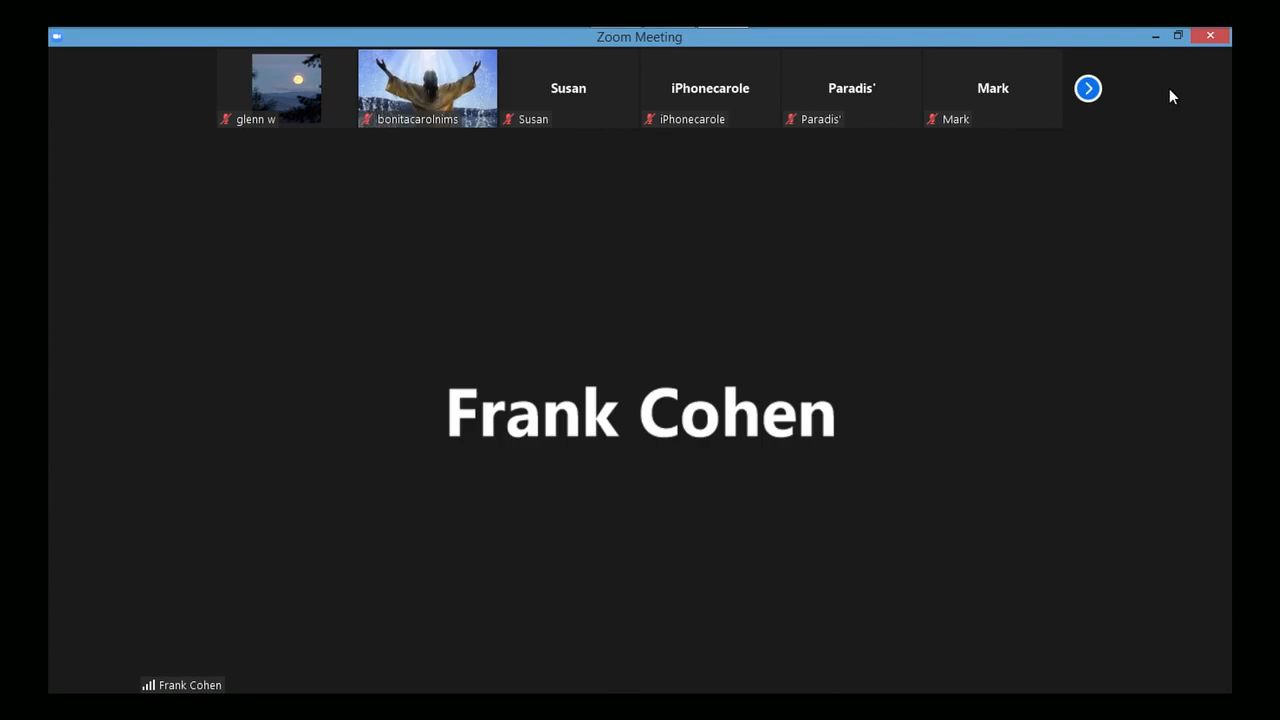 Zoom Meeting
Susan
iPhonecarole
Paradis'
Mark
glenn w
bonitacarolnims
Susan
iPhonecarole
Paradis'
Mark
Frank Cohen
Frank Cohen